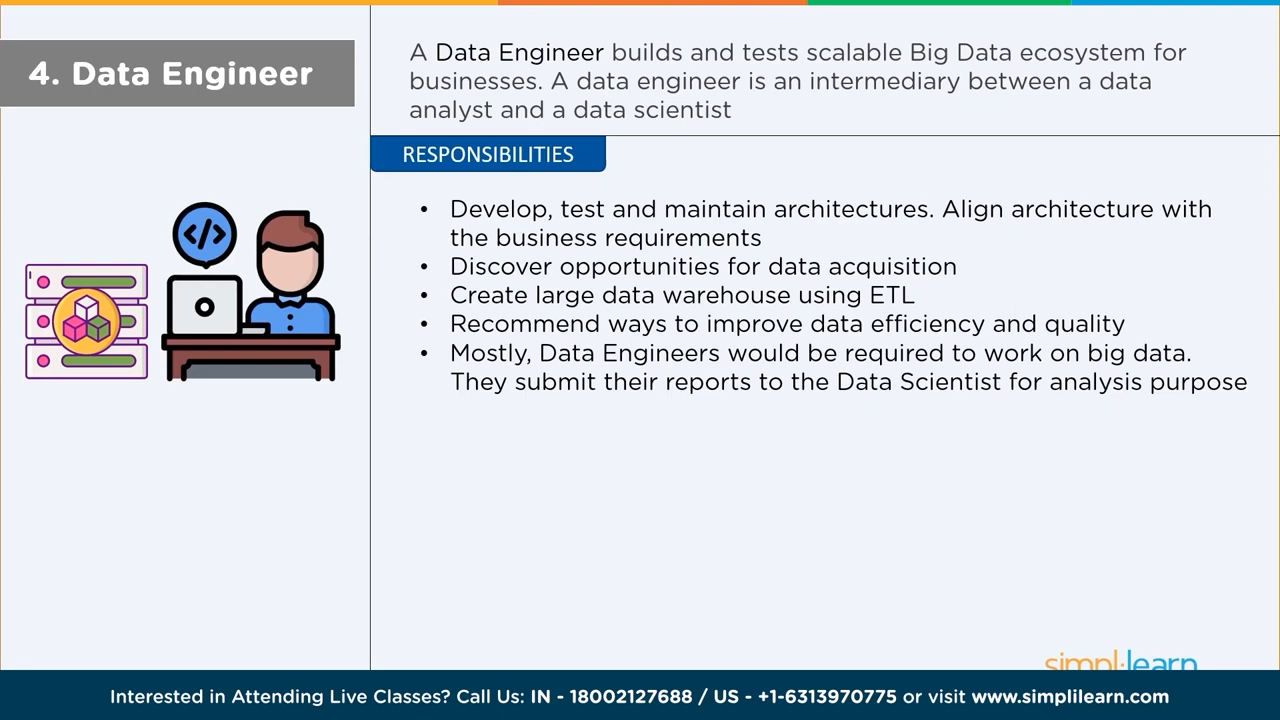 4. Data Engineer
A Data Engineer builds and tests scalable Big Data ecosystem for
businesses. A data engineer is an intermediary between a data
analyst and a data scientist
RESPONSIBILITIES
• Develop, test and maintain architectures. Align architecture with
the business requirements
• Discover opportunities for data acquisition
• Create large data warehouse using ETL
• Recommend ways to improve data efficiency and quality
• Mostly, Data Engineers would be required to work on big data.
They submit their reports to the Data Scientist for analysis purpose
</>
simplilearn
Interested in Attending Live Classes? Call Us: IN - 18002127688 / US - +1-6313970775 or visit www.simplilearn.com